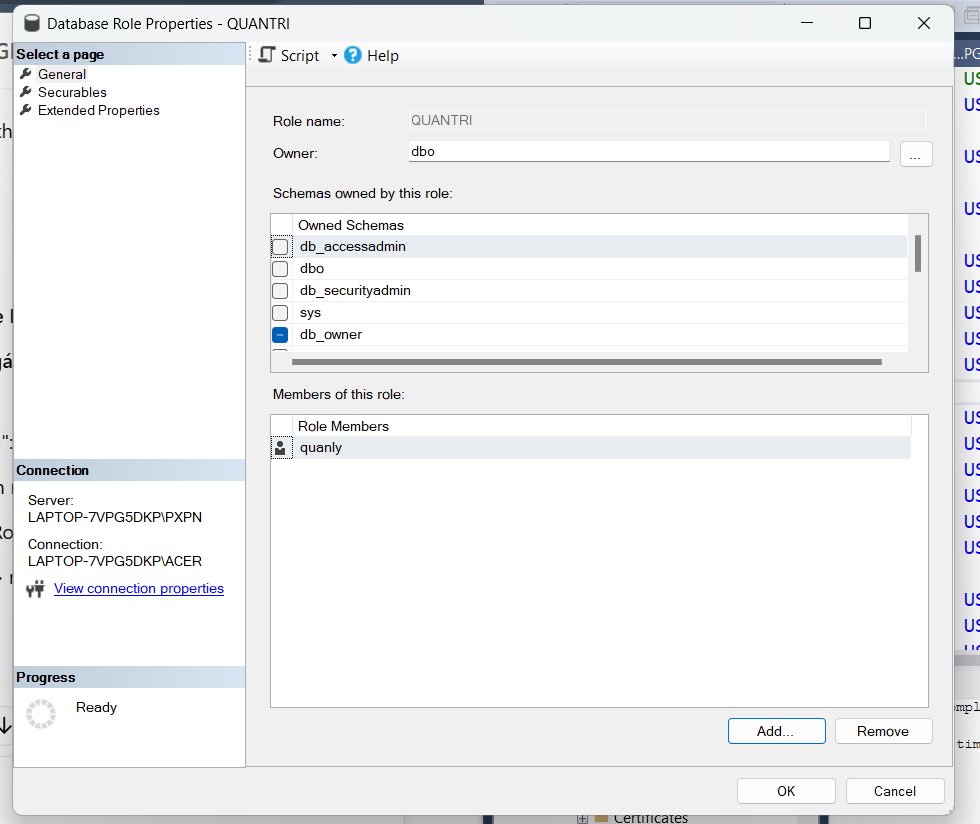 Database Role Properties - QUANTRI
Select a page
General
Securables
Extended Properties
Script
Help
Role name:
QUANTRI
Owner:
dbo
...
Schemas owned by this role:
Owned Schemas
db_accessadmin
dbo
db_securityadmin
sys
db_owner
Members of this role:
Role Members
quanly
Connection
Server:
LAPTOP-7VPG5DKP\PXPN
Connection:
LAPTOP-7VPG5DKP\ACER
View connection properties
Progress
Ready
Add...
Remove
OK
Cancel
Certificates